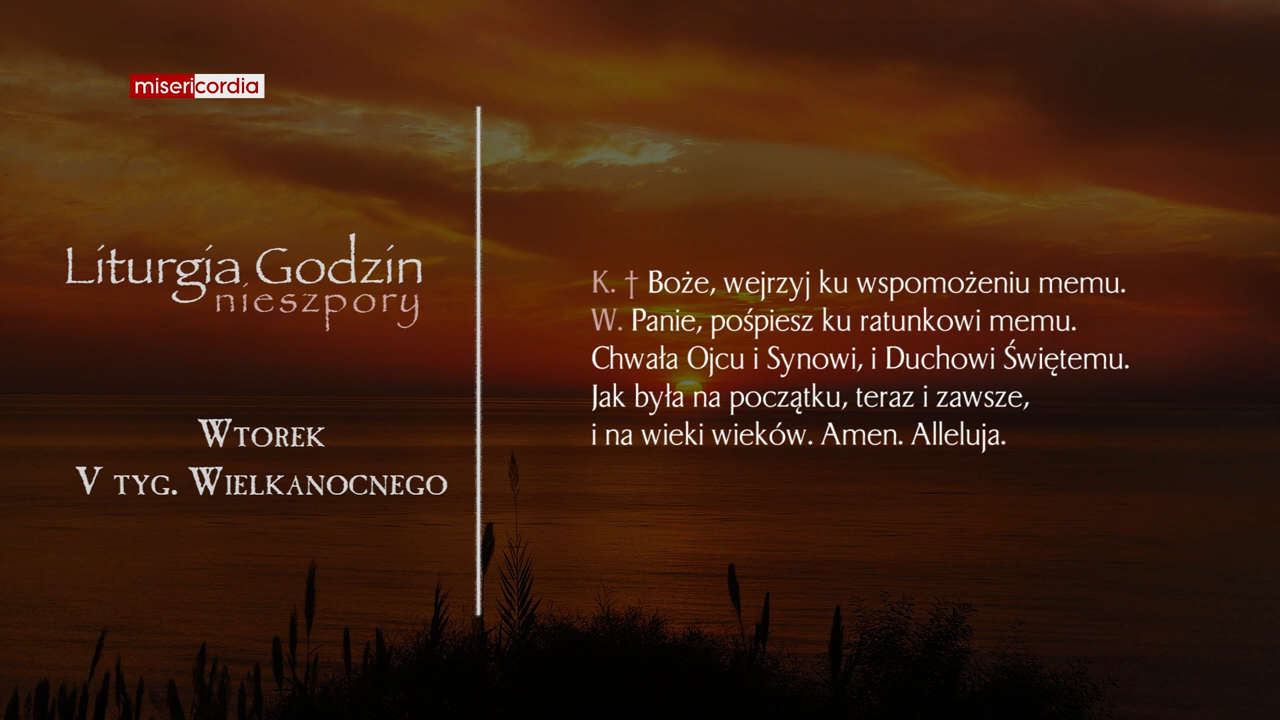 misericordia
Liturgia Godzin
nieszpory
Wtorek
V tyg. Wielkanocnego
K. † Boże, wejrzyj ku wspomożeniu memu.
W. Panie, pośpiesz ku ratunkowi memu.
Chwała Ojcu i Synowi, i Duchowi Świętemu.
Jak była na początku, teraz i zawsze,
i na wieki wieków. Amen. Alleluja.